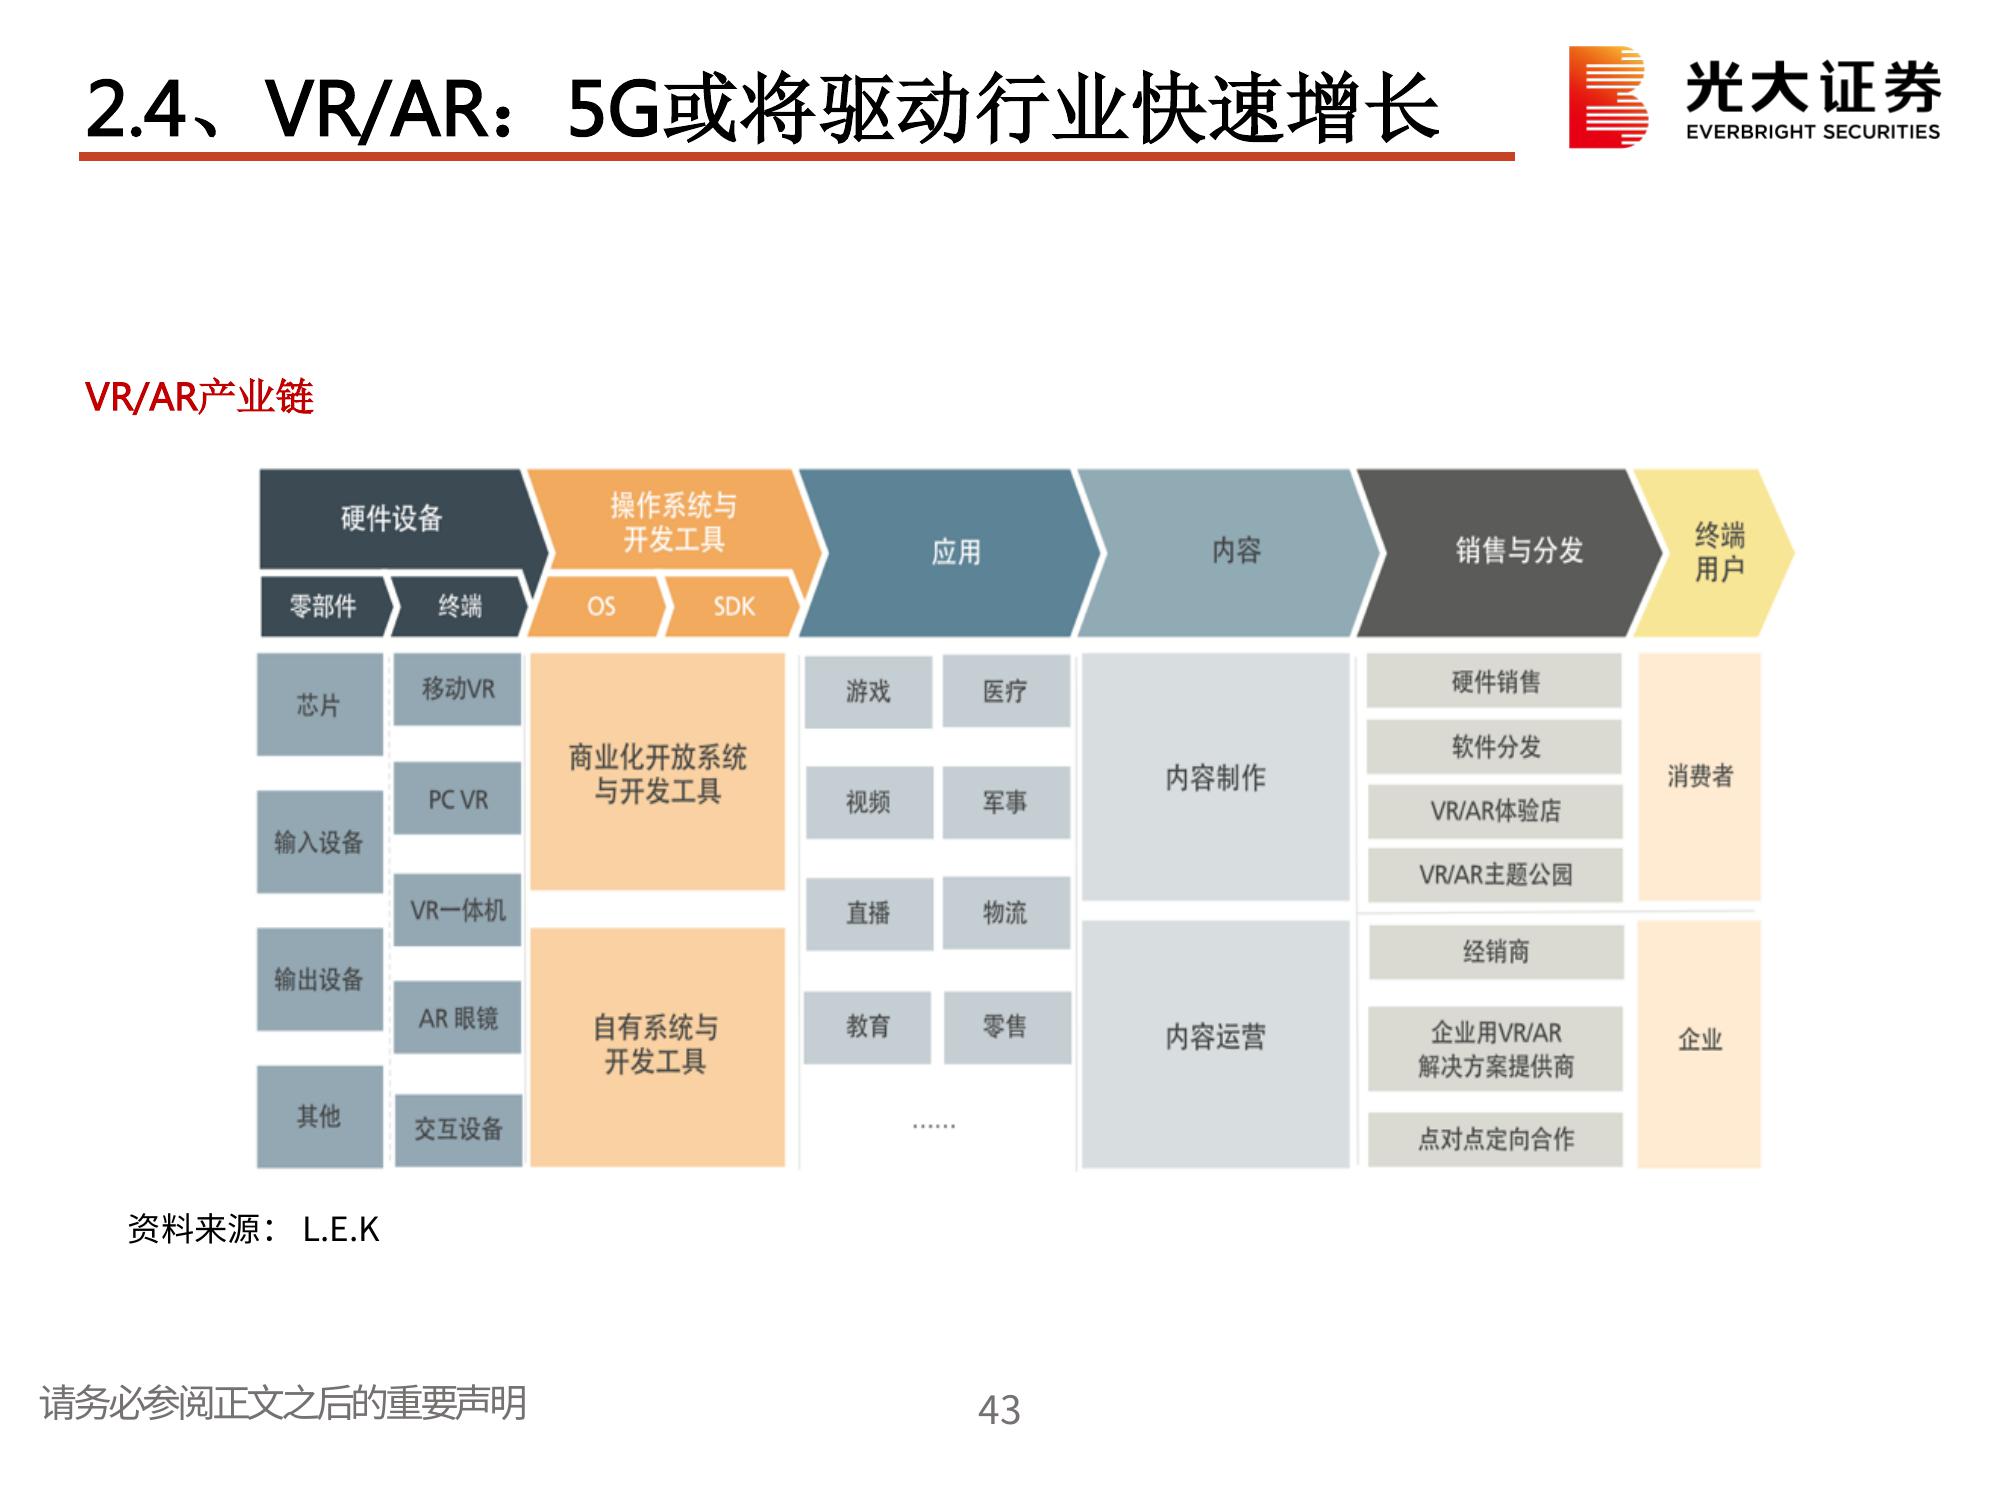 2.4、VR/AR：5G或将驱动行业快速增长
光大证券
EVERBRIGHT SECURITIES
VR/AR产业链
硬件设备
零部件
终端
操作系统与
开发工具
OS
SDK
应用
内容
销售与分发
终端
用户
芯片
输入设备
输出设备
其他
移动VR
PC VR
VR一体机
AR 眼镜
交互设备
商业化开放系统
与开发工具
自有系统与
开发工具
游戏
医疗
视频
军事
直播
物流
教育
零售
……
内容制作
内容运营
硬件销售
软件分发
VR/AR体验店
VR/AR主题公园
经销商
企业用VR/AR
解决方案提供商
点对点定向合作
消费者
企业
资料来源：L.E.K
请务必参阅正文之后的重要声明
43